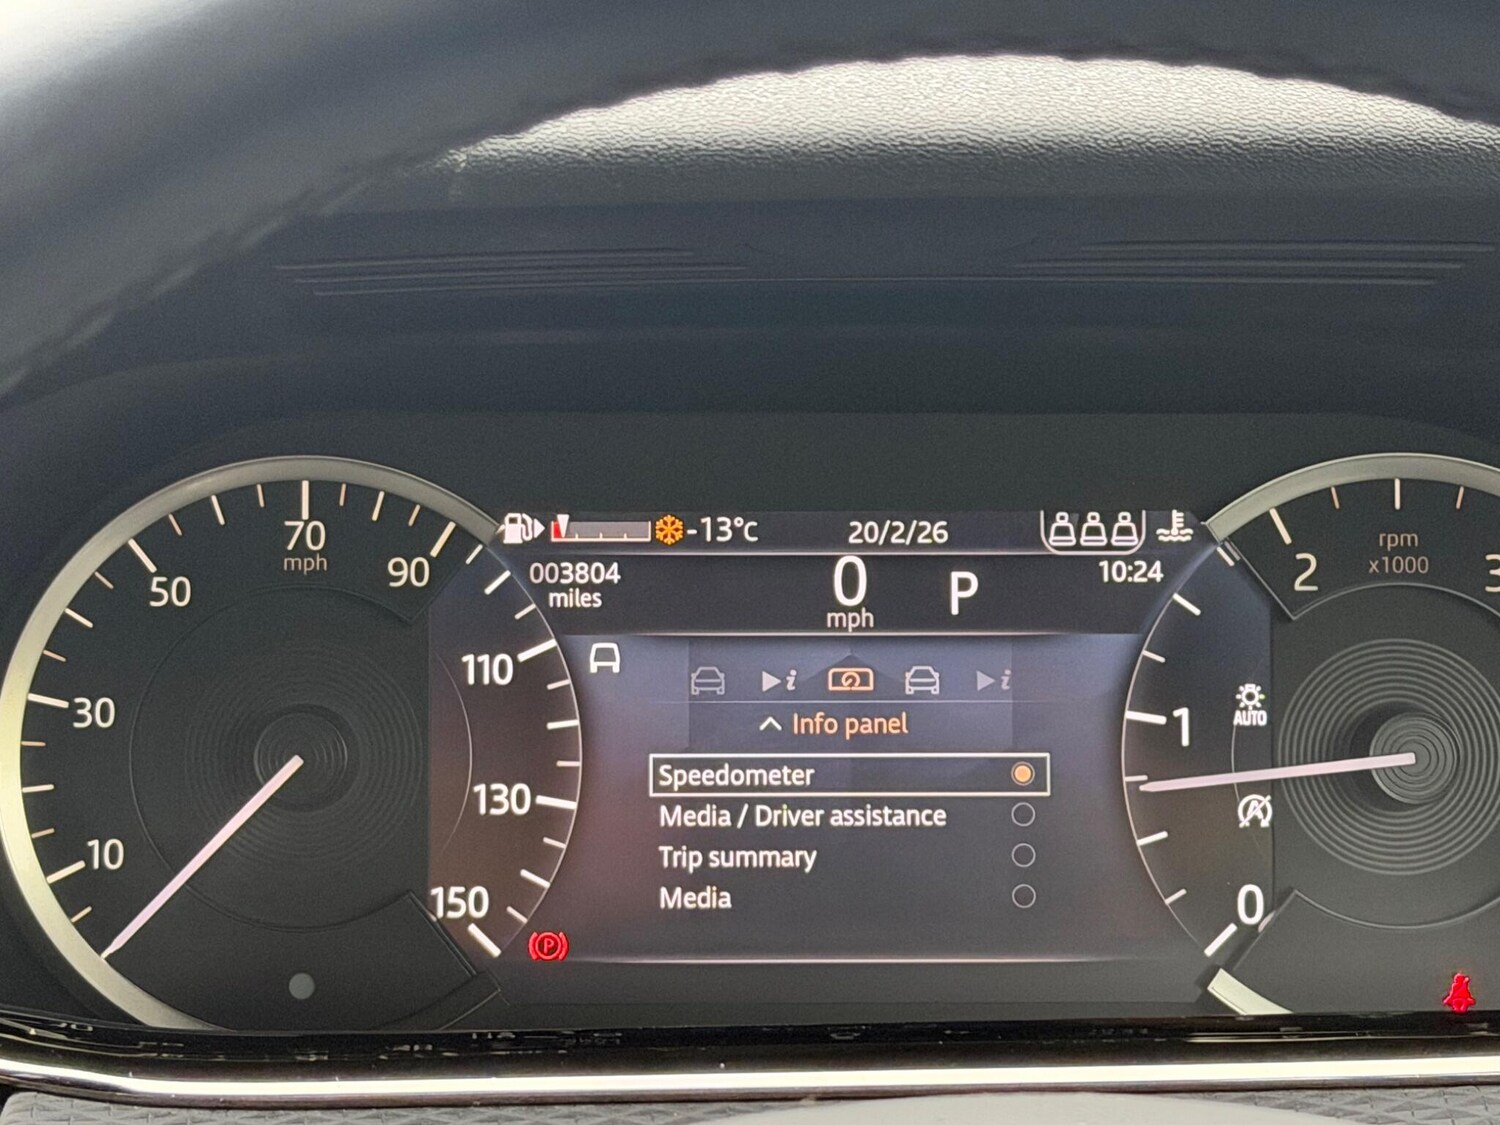 70
mph
50
90
30
10
110
130
150
-13°C
20/2/26
003804
miles
0
mph
P
10:24
i
i
Info panel
Speedometer
Media / Driver assistance
Trip summary
Media
P
rpm
x1000
2
3
1
0
AUTO
A